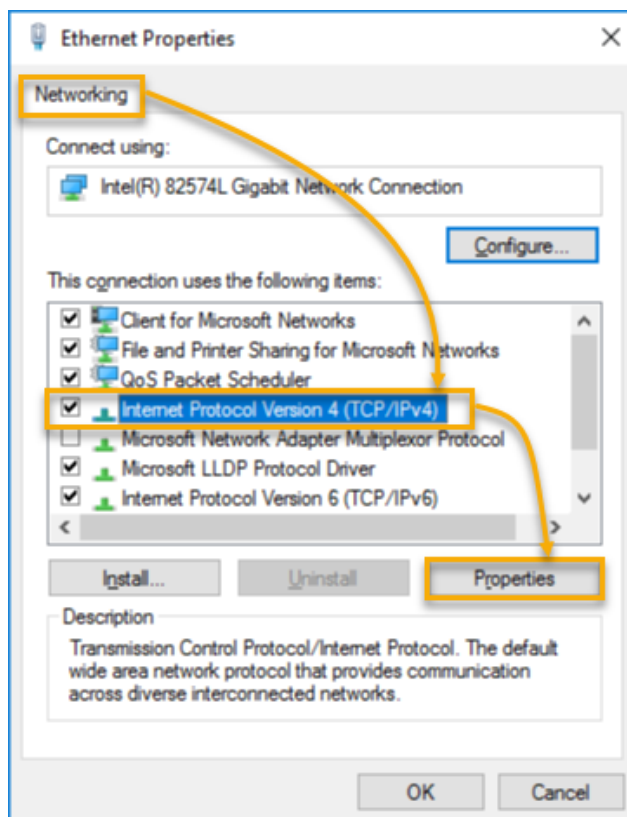 Ethernet Properties
Networking
Connect using:
Intel(R) 82574L Gigabit Network Connection
Configure...
This connection uses the following items:
Client for Microsoft Networks
File and Printer Sharing for Microsoft Networks
QoS Packet Scheduler
Internet Protocol Version 4 (TCP/IPv4)
Microsoft Network Adapter Multiplexor Protocol
Microsoft LLDP Protocol Driver
Internet Protocol Version 6 (TCP/IPv6)
Install...
Uninstall
Properties
Description
Transmission Control Protocol/Internet Protocol. The default
wide area network protocol that provides communication
across diverse interconnected networks.
OK
Cancel